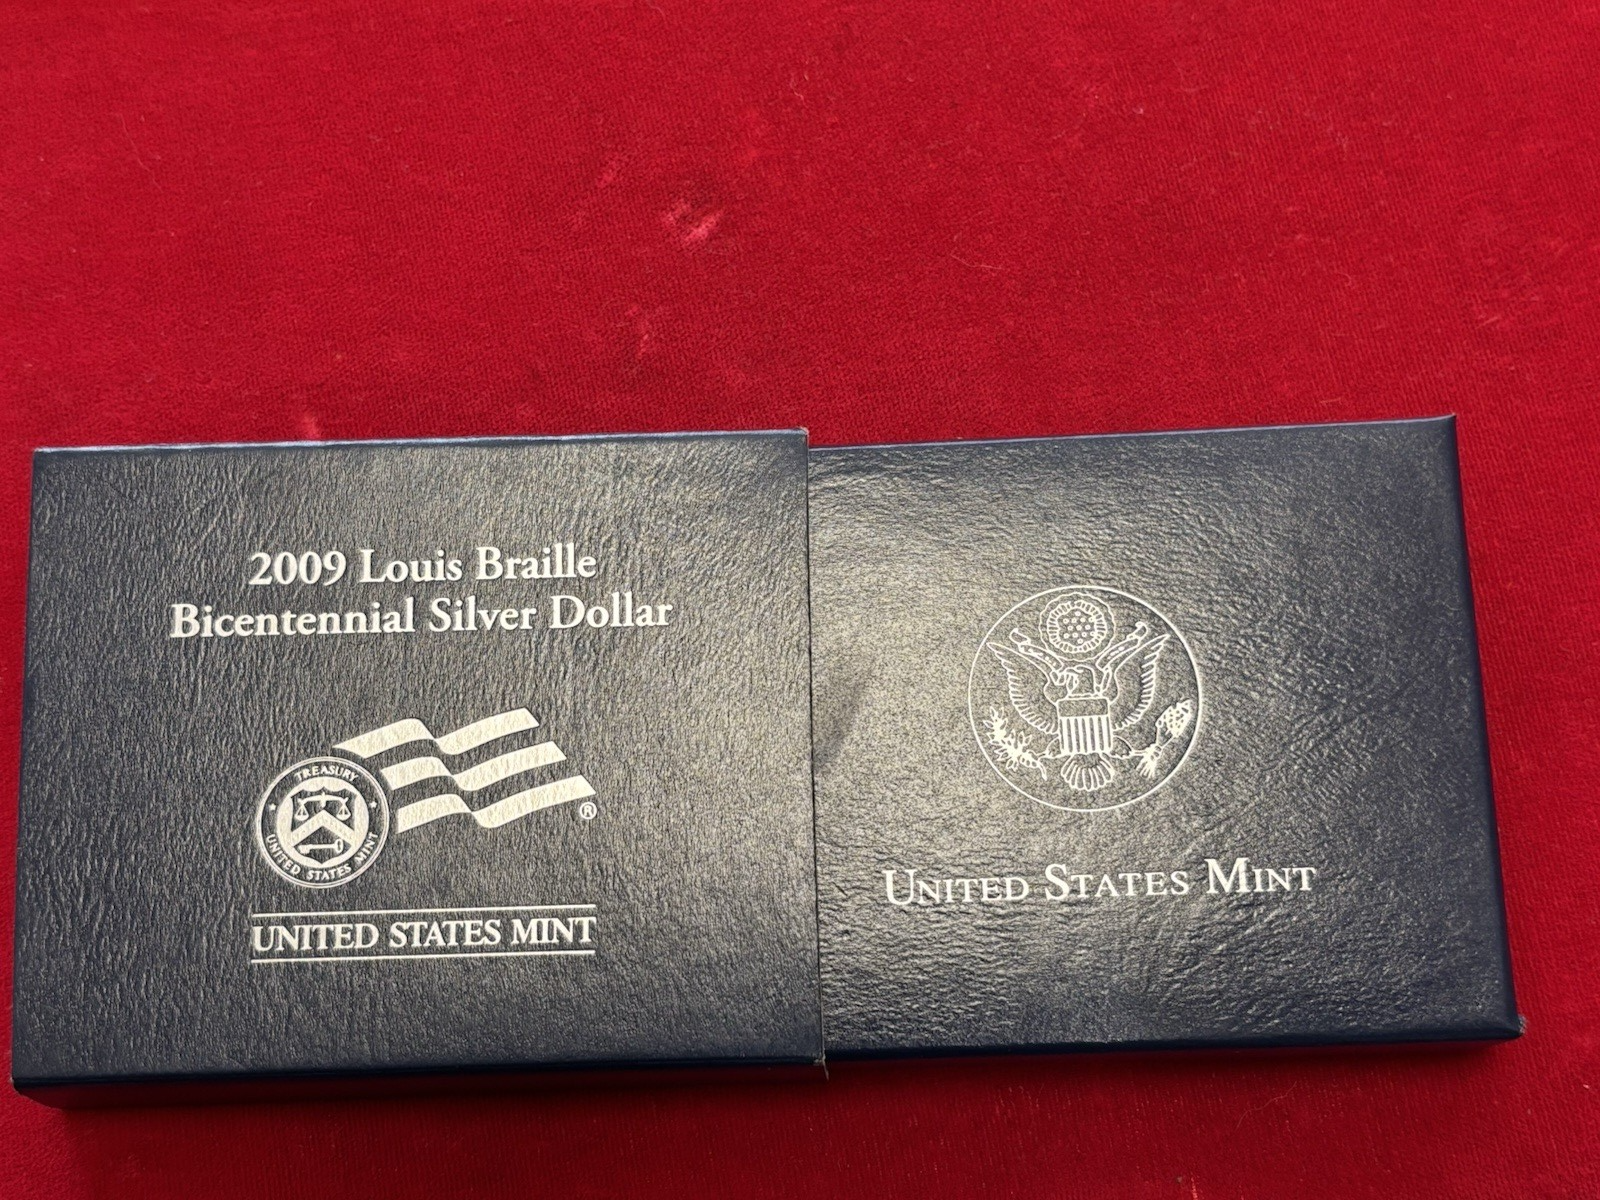 2009 Louis Braille
Bicentennial Silver Dollar
TREASURY
UNITED STATES MINT
®
UNITED STATES MINT
UNITED STATES MINT